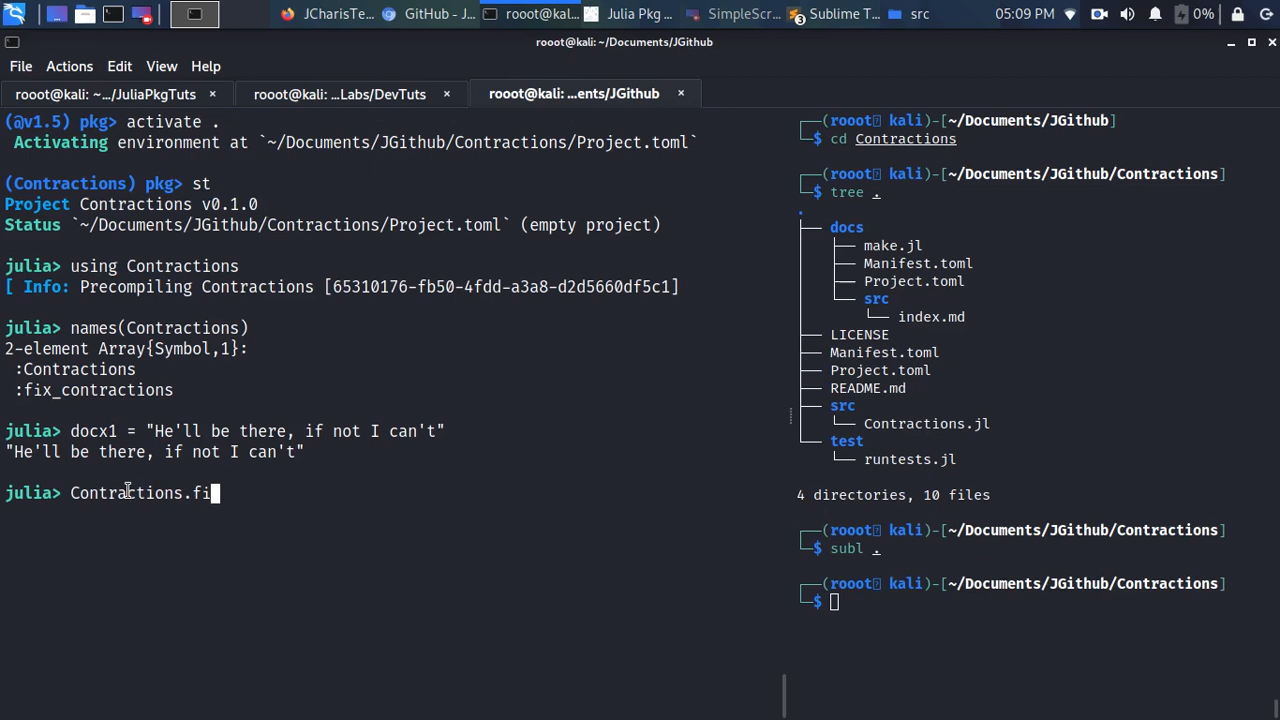 JCharisTe...
GitHub - J...
rooot@kal...
Julia Pkg ...
SimpleScr...
3
Sublime T...
src
05:09 PM
0%
rooot@kali: ~/Documents/JGithub
File Actions Edit View Help
rooot@kali: ~.../JuliaPkgTuts
rooot@kali: ...Labs/DevTuts
rooot@kali: ...ents/JGithub
(@v1.5) pkg> activate .
Activating environment at `~/Documents/JGithub/Contractions/Project.toml`
(Contractions) pkg> st
Project Contractions v0.1.0
Status `~/Documents/JGithub/Contractions/Project.toml` (empty project)
julia> using Contractions
[ Info: Precompiling Contractions [65310176-fb50-4fdd-a3a8-d2d5660df5c1]
julia> names(Contractions)
2-element Array{Symbol,1}:
:Contractions
:fix_contractions
julia> docx1 = "He'll be there, if not I can't"
"He'll be there, if not I can't"
julia> Contractions.fi
┌──(rooot kali)-[~/Documents/JGithub]
└─$ cd Contractions
┌──(rooot kali)-[~/Documents/JGithub/Contractions]
└─$ tree .
.
├── docs
│   ├── make.jl
│   ├── Manifest.toml
│   ├── Project.toml
│   └── src
│       └── index.md
├── LICENSE
├── Manifest.toml
├── Project.toml
├── README.md
├── src
│   └── Contractions.jl
└── test
    └── runtests.jl
4 directories, 10 files
┌──(rooot kali)-[~/Documents/JGithub/Contractions]
└─$ subl .
┌──(rooot kali)-[~/Documents/JGithub/Contractions]
└─$